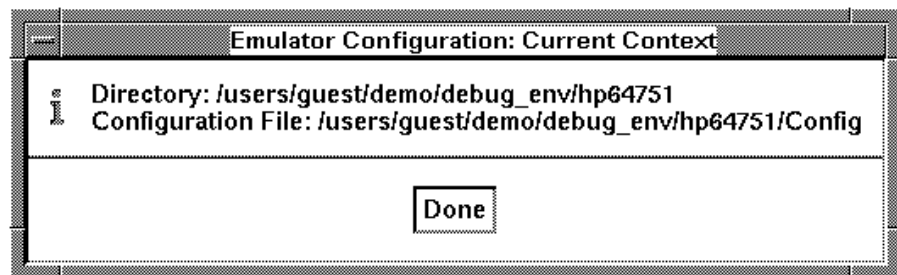 Emulator Configuration: Current Context
Directory: /users/guest/demo/debug_env/hp64751
Configuration File: /users/guest/demo/debug_env/hp64751/Config
Done